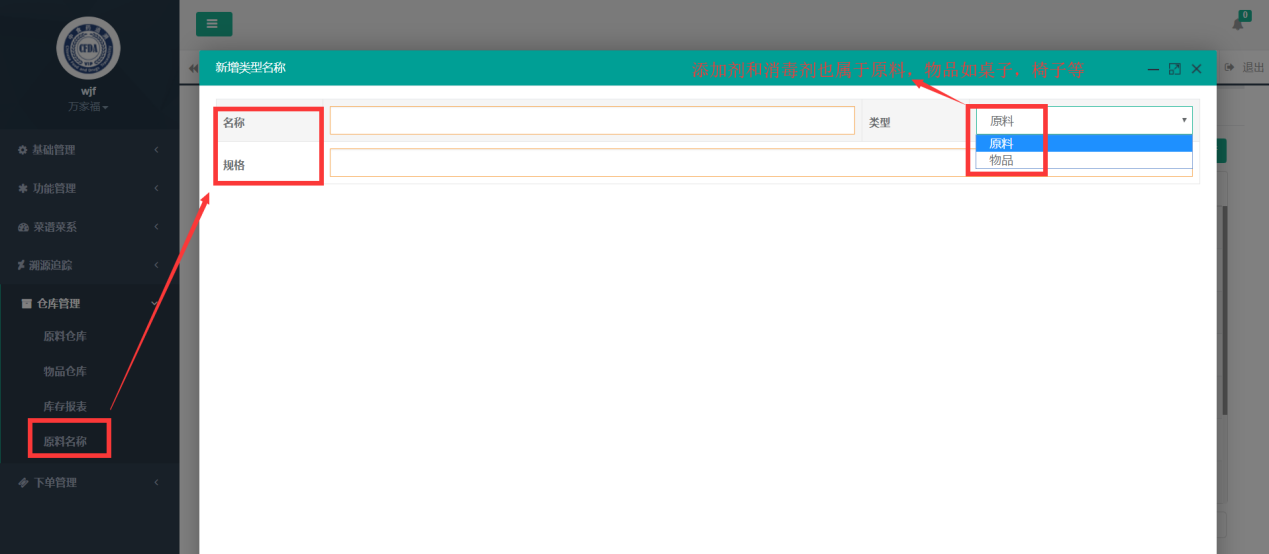 CFDA
wjf
万家福
基础管理
功能管理
菜谱菜系
溯源追踪
仓库管理
原料仓库
物品仓库
库存报表
原料名称
下单管理
0
退出
新增类型名称
添加剂和消毒剂也属于原料，物品如桌子，椅子等
名称
类型
原料
原料
物品
规格